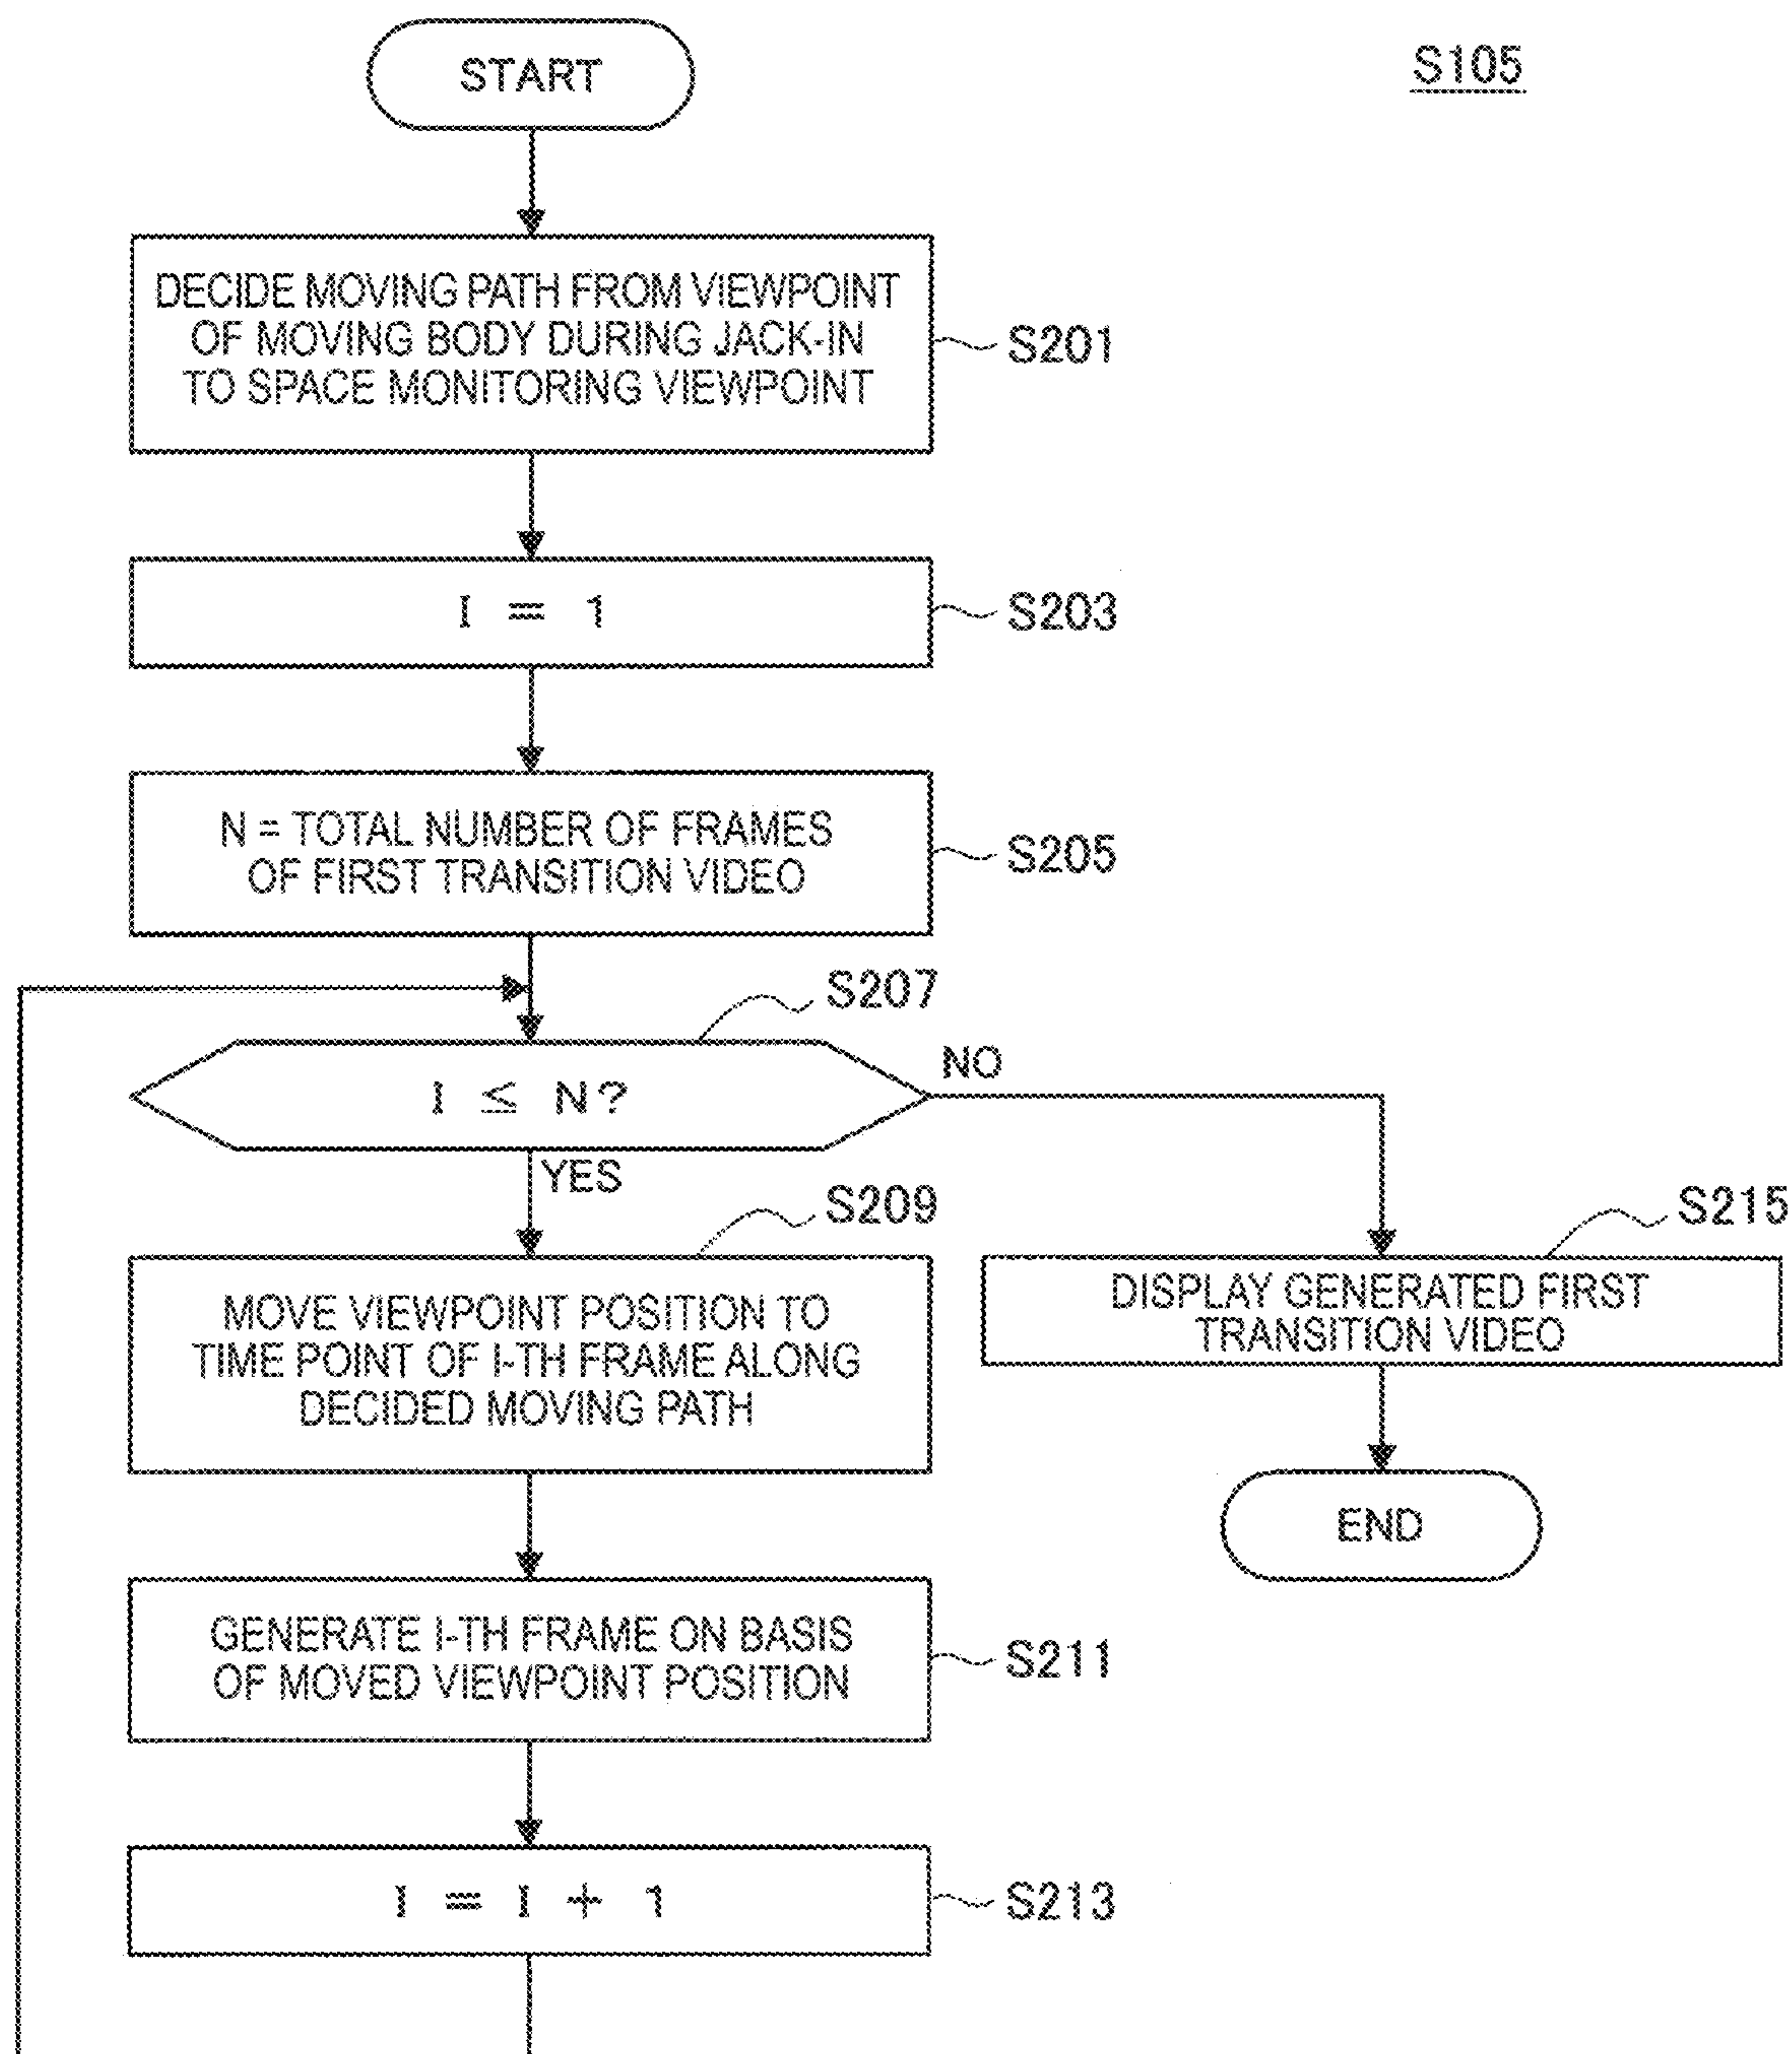 START
S105
DECIDE MOVING PATH FROM VIEWPOINT
OF MOVING BODY DURING JACK-IN
TO SPACE MONITORING VIEWPOINT
S201
I = 1
S203
N = TOTAL NUMBER OF FRAMES
OF FIRST TRANSITION VIDEO
S205
S207
I ≤ N?
NO
YES
S209
MOVE VIEWPOINT POSITION TO
TIME POINT OF I-TH FRAME ALONG
DECIDED MOVING PATH
S215
DISPLAY GENERATED FIRST
TRANSITION VIDEO
END
GENERATE I-TH FRAME ON BASIS
OF MOVED VIEWPOINT POSITION
S211
I = I + 1
S213